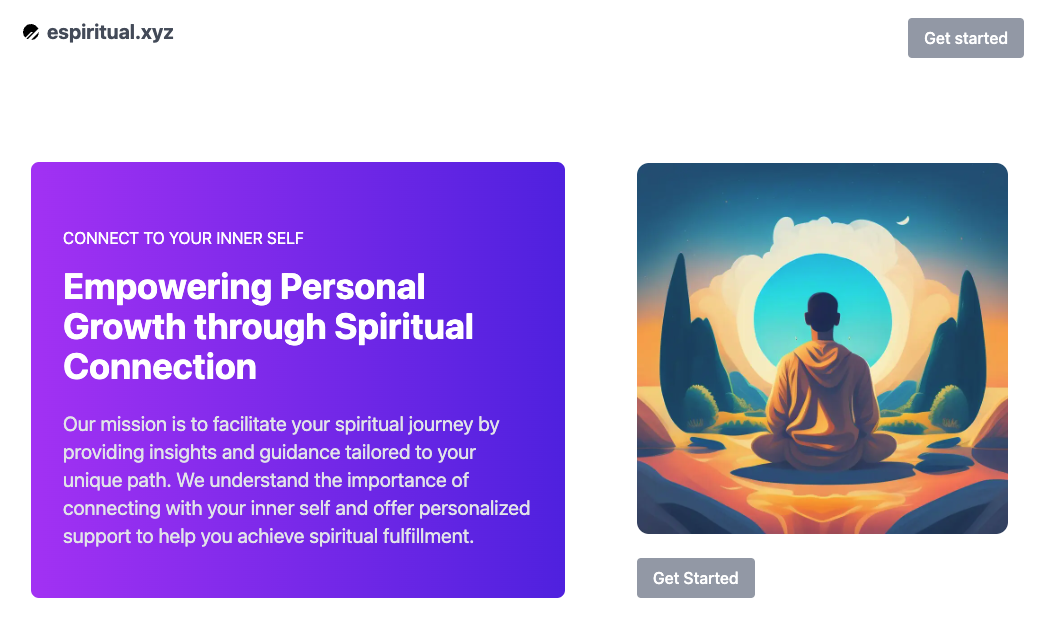 espiritual.xyz
Get started
CONNECT TO YOUR INNER SELF
Empowering Personal
Growth through Spiritual
Connection
Our mission is to facilitate your spiritual journey by
providing insights and guidance tailored to your
unique path. We understand the importance of
connecting with your inner self and offer personalized
support to help you achieve spiritual fulfillment.
Get Started